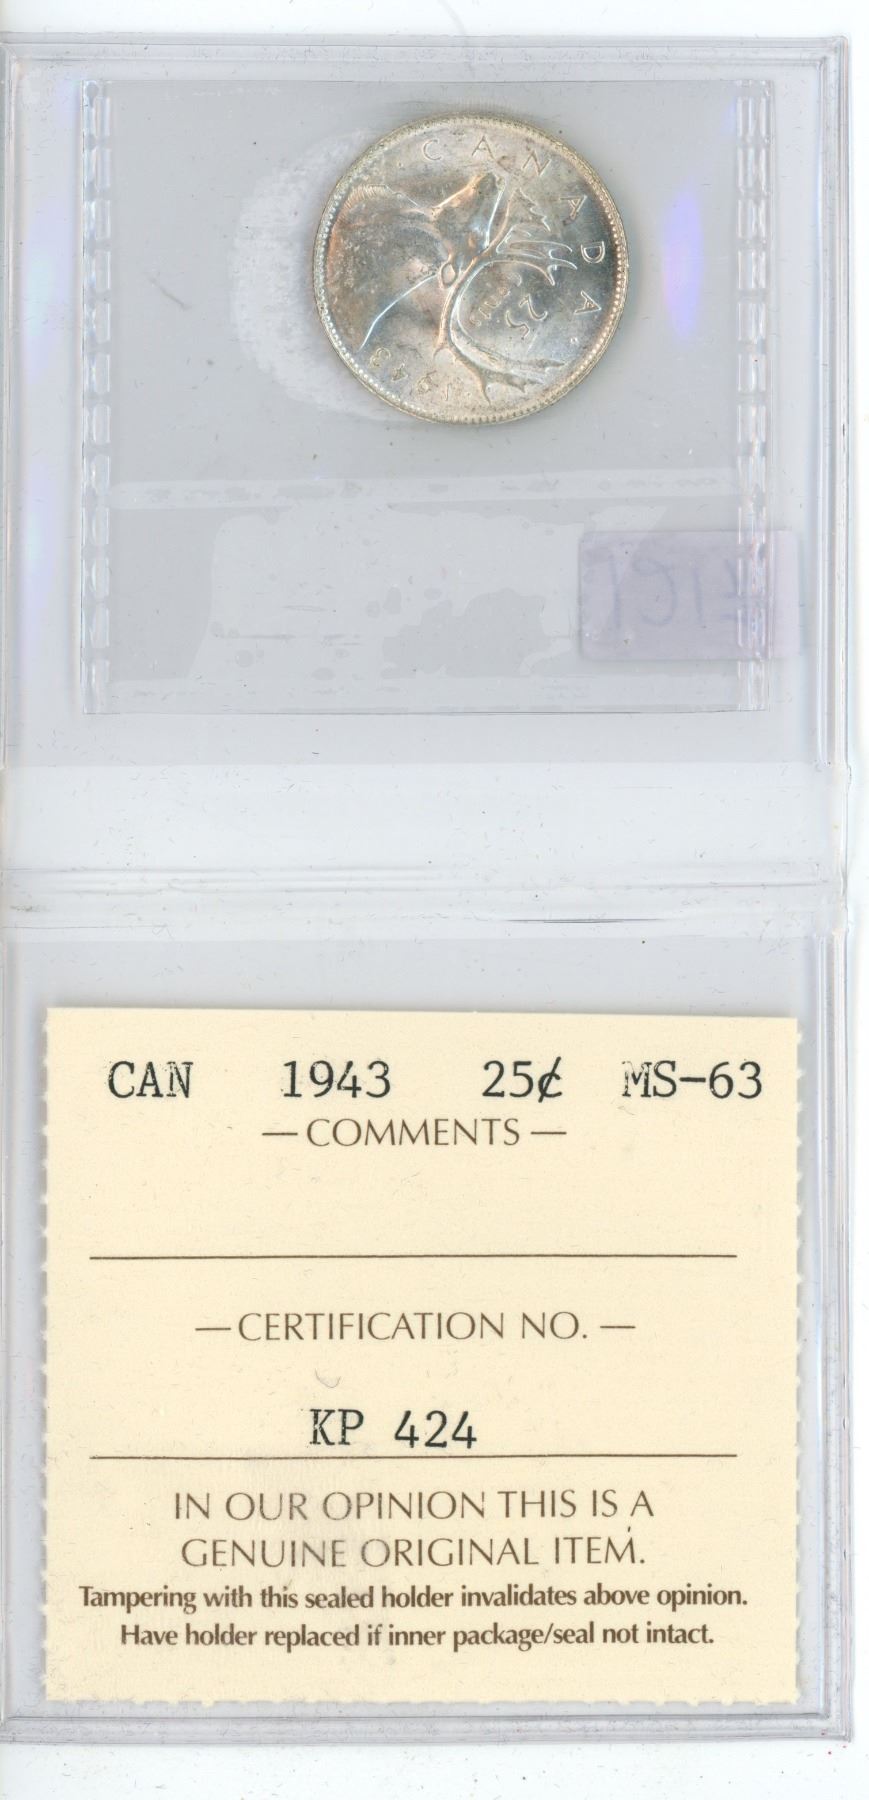 CANADA
25
CENTS
1943
CAN 1943 25¢ MS-63
— COMMENTS —
— CERTIFICATION NO. —
KP 424
IN OUR OPINION THIS IS A
GENUINE ORIGINAL ITEM.
Tampering with this sealed holder invalidates above opinion.
Have holder replaced if inner package/seal not intact.